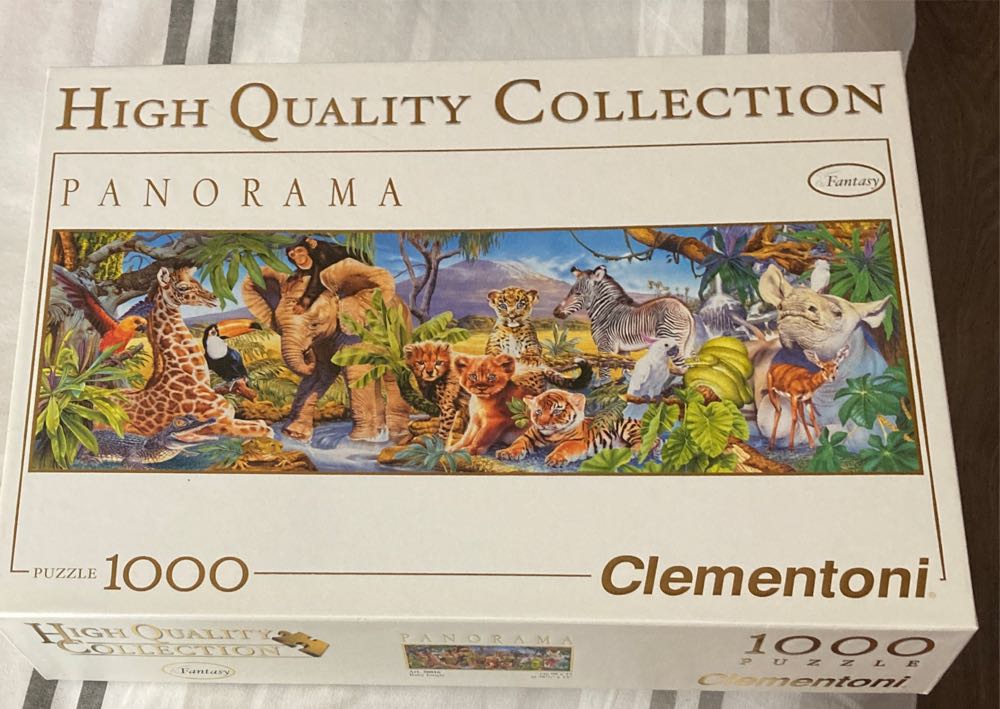 HIGH QUALITY COLLECTION
PANORAMA
Fantasy
PUZZLE 1000
Clementoni
HIGH QUALITY
COLLECTION
Fantasy
PANORAMA
1000
PUZZLE
Clementoni